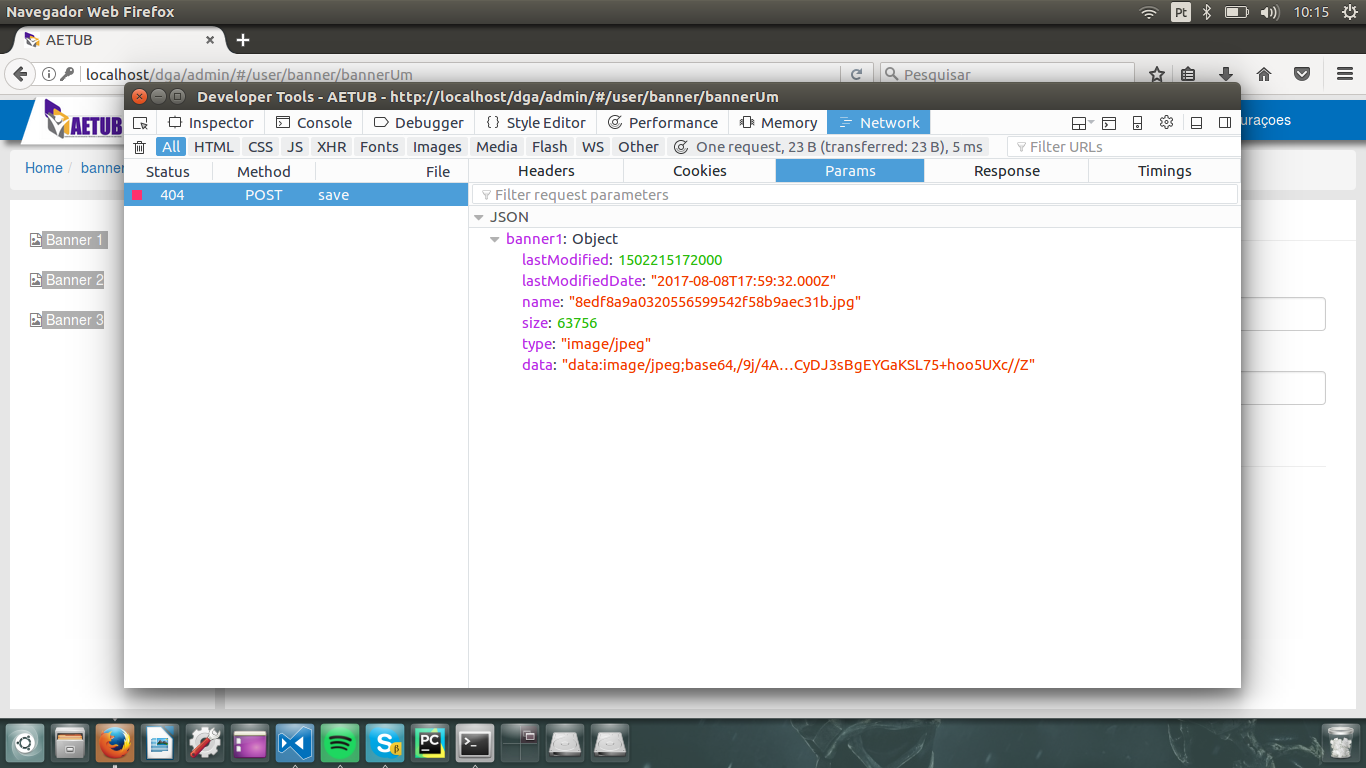 Navegador Web Firefox Pt 10:15
AETUB
localhost/dga/admin/#/user/banner/bannerUm Pesquisar
Developer Tools - AETUB - http://localhost/dga/admin/#/user/banner/bannerUm
AETUB uraçoes
Inspector Console Debugger Style Editor Performance Memory Network
All HTML CSS JS XHR Fonts Images Media Flash WS Other One request, 23 B (transferred: 23 B), 5 ms Filter URLs
Home / banner
Status Method File Headers Cookies Params Response Timings
404 POST save Filter request parameters
JSON
Banner 1 banner1: Object
lastModified: 1502215172000
Banner 2 lastModifiedDate: "2017-08-08T17:59:32.000Z"
name: "8edf8a9a0320556599542f58b9aec31b.jpg"
Banner 3 size: 63756
type: "image/jpeg"
data: "data:image/jpeg;base64,/9j/4A…CyDJ3sBgEYGaKSL75+hoo5UXc//Z"
S β PC